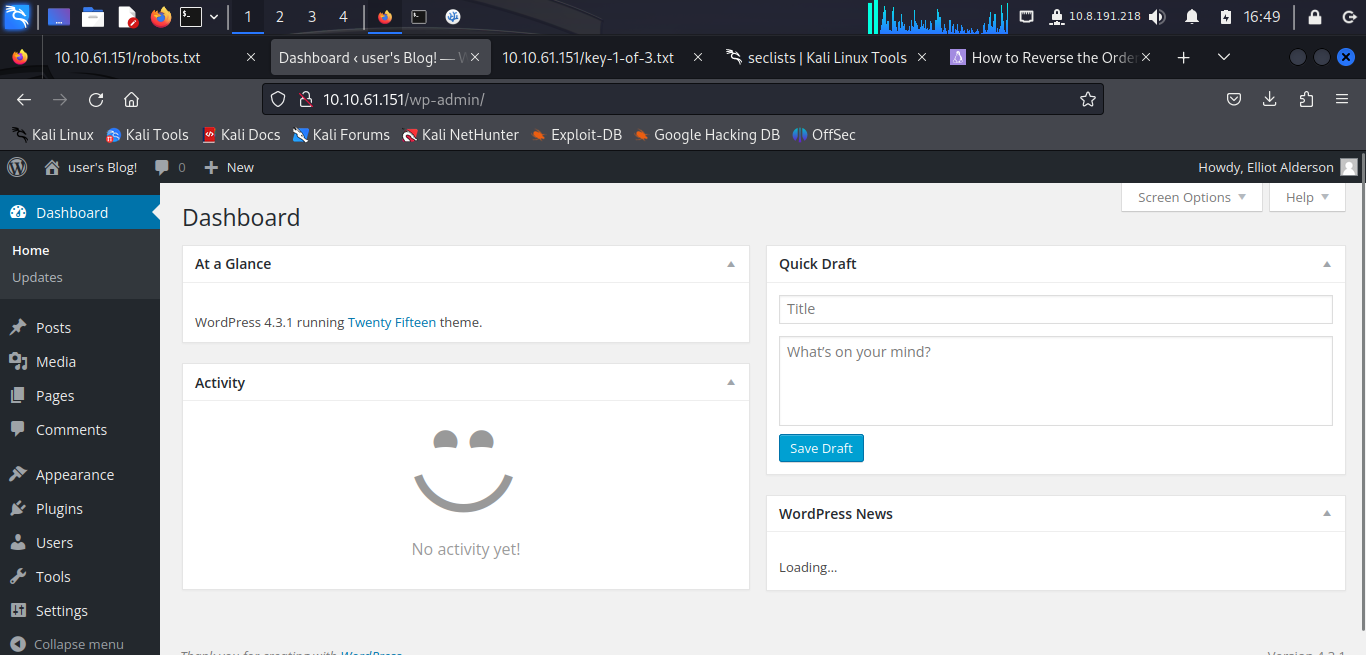 1 2 3 4 10.8.191.218 16:49
10.10.61.151/robots.txt Dashboard ‹ user's Blog! — W 10.10.61.151/key-1-of-3.txt seclists | Kali Linux Tools How to Reverse the Order
10.10.61.151/wp-admin/
Kali Linux Kali Tools Kali Docs Kali Forums Kali NetHunter Exploit-DB Google Hacking DB OffSec
user's Blog! 0 New Howdy, Elliot Alderson
Screen Options Help
Dashboard
Home
Updates
Posts
Media
Pages
Comments
Appearance
Plugins
Users
Tools
Settings
Collapse menu
Dashboard
At a Glance
WordPress 4.3.1 running Twenty Fifteen theme.
Activity
No activity yet!
Quick Draft
Title
What's on your mind?
Save Draft
WordPress News
Loading...
Thank you for creating with WordPress
Version 4.3.1